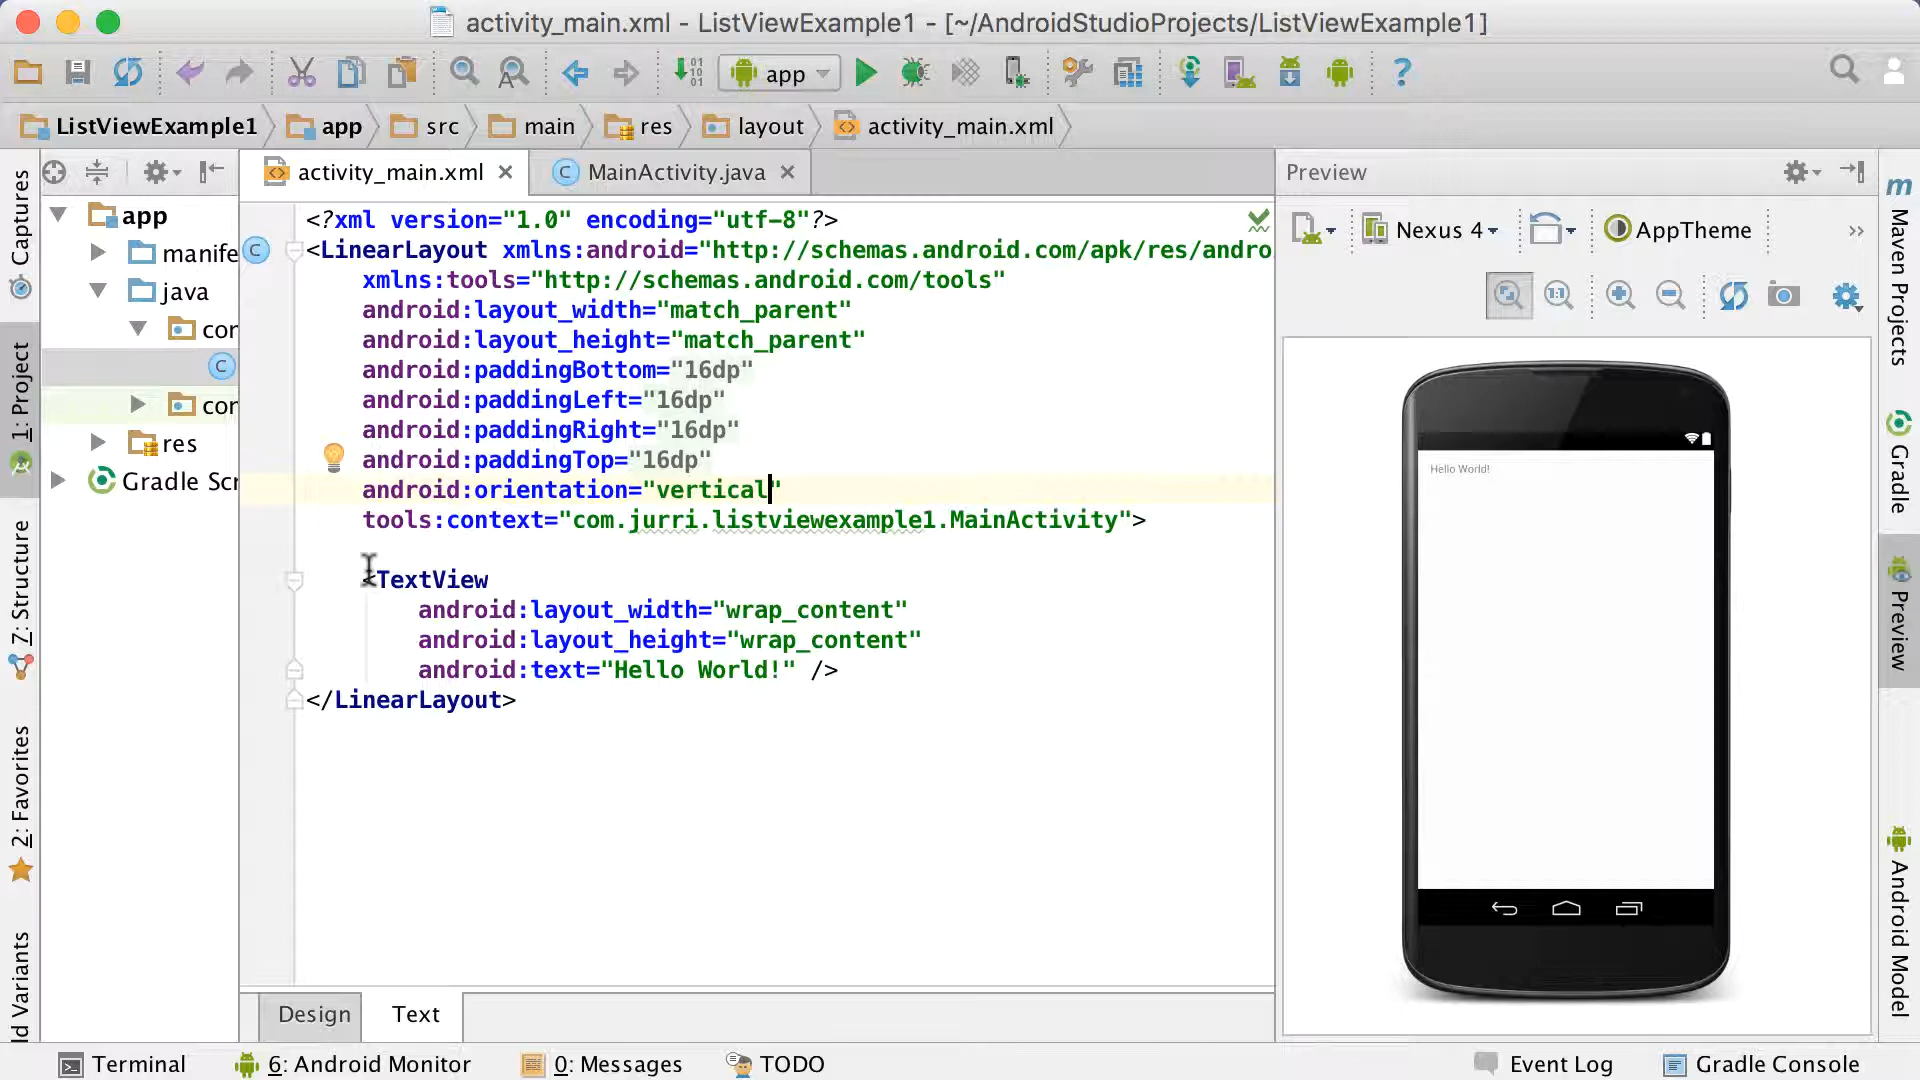 activity_main.xml - ListViewExample1 - [~/AndroidStudioProjects/ListViewExample1]
app
ListViewExample1
app
src
main
res
layout
activity_main.xml
activity_main.xml
MainActivity.java
Preview
Captures
1: Project
7: Structure
2: Favorites
ld Variants
app
manife
java
con
con
res
Gradle Scr
<?xml version="1.0" encoding="utf-8"?>
<LinearLayout xmlns:android="http://schemas.android.com/apk/res/andro
xmlns:tools="http://schemas.android.com/tools"
android:layout_width="match_parent"
android:layout_height="match_parent"
android:paddingBottom="16dp"
android:paddingLeft="16dp"
android:paddingRight="16dp"
android:paddingTop="16dp"
android:orientation="vertical"
tools:context="com.jurri.listviewexample1.MainActivity">
<TextView
android:layout_width="wrap_content"
android:layout_height="wrap_content"
android:text="Hello World!" />
</LinearLayout>
Design
Text
Nexus 4
AppTheme
1:1
Hello World!
Maven Projects
Gradle
Preview
Android Model
Terminal
6: Android Monitor
0: Messages
TODO
Event Log
Gradle Console